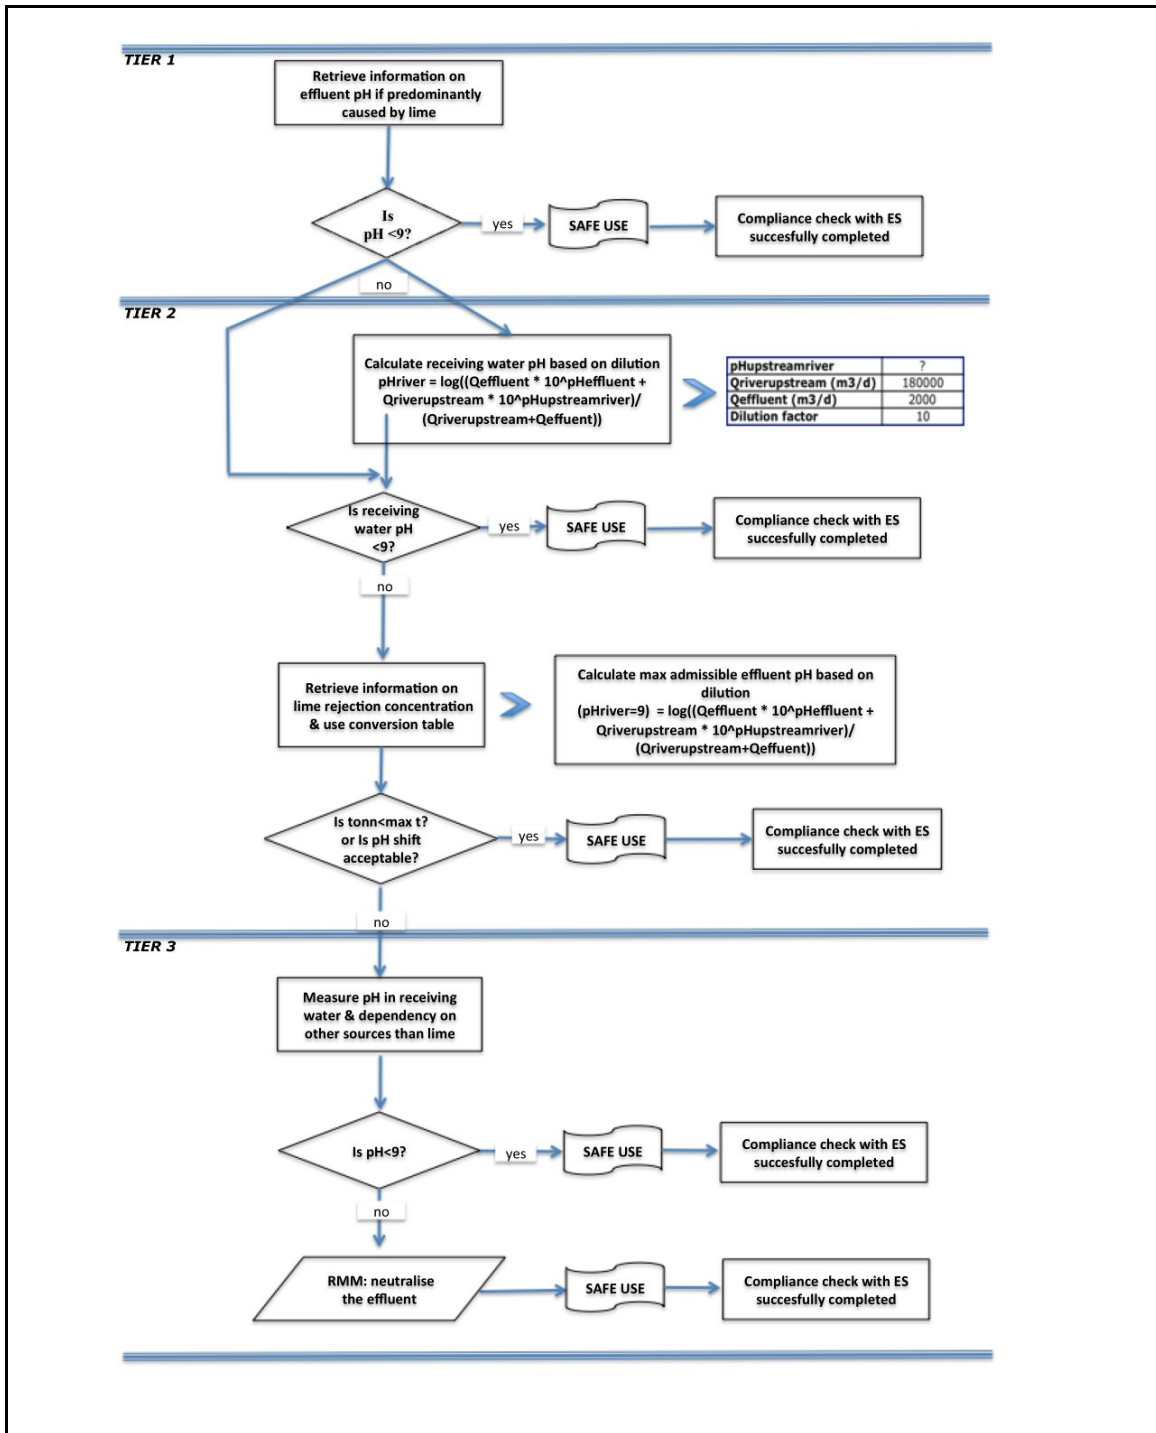 TIER 1
Retrieve information on
effluent pH if predominantly
caused by lime
Is
pH <9?
yes
SAFE USE
Compliance check with ES
succesfully completed
no
TIER 2
Calculate receiving water pH based on dilution
pHriver = log((Qeffluent * 10^pHeffluent +
Qriverupstream * 10^pHupstreamriver)/
(Qriverupstream+Qeffuent))
pHupstreamriver ?
Qriverupstream (m3/d) 180000
Qeffluent (m3/d) 2000
Dilution factor 10
Is receiving
water pH
<9?
yes
SAFE USE
Compliance check with ES
succesfully completed
no
Retrieve information on
lime rejection concentration
& use conversion table
Calculate max admissible effluent pH based on
dilution
(pHriver=9) = log((Qeffluent * 10^pHeffluent +
Qriverupstream * 10^pHupstreamriver)/
(Qriverupstream+Qeffuent))
Is tonn<max t?
or Is pH shift
acceptable?
yes
SAFE USE
Compliance check with ES
succesfully completed
no
TIER 3
Measure pH in receiving
water & dependency on
other sources than lime
Is pH<9?
yes
SAFE USE
Compliance check with ES
succesfully completed
no
RMM: neutralise
the effluent
SAFE USE
Compliance check with ES
succesfully completed